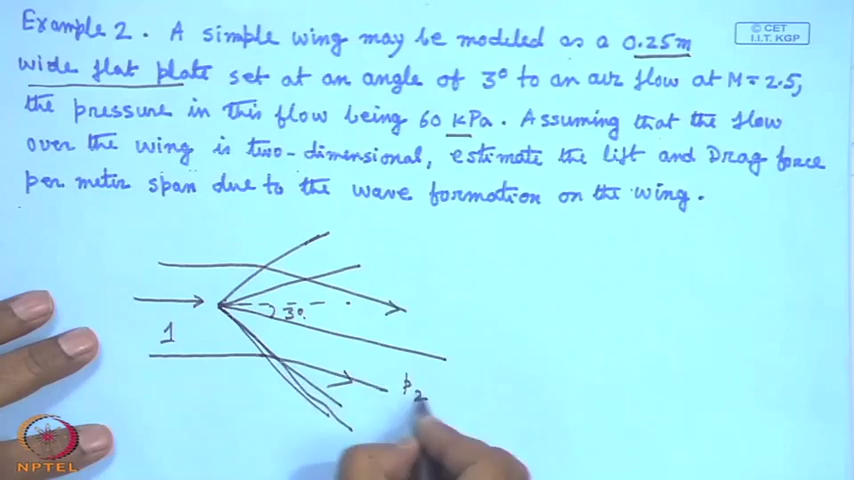 © CET
I.I.T. KGP
Example 2. A simple wing may be modeled as a 0.25m
wide flat plate set at an angle of 3° to an air flow at M = 2.5,
the pressure in this flow being 60 kPa. Assuming that the flow
over the wing is two-dimensional, estimate the lift and Drag force
per meter span due to the wave formation on the wing.
3°
1
p2
NPTEL